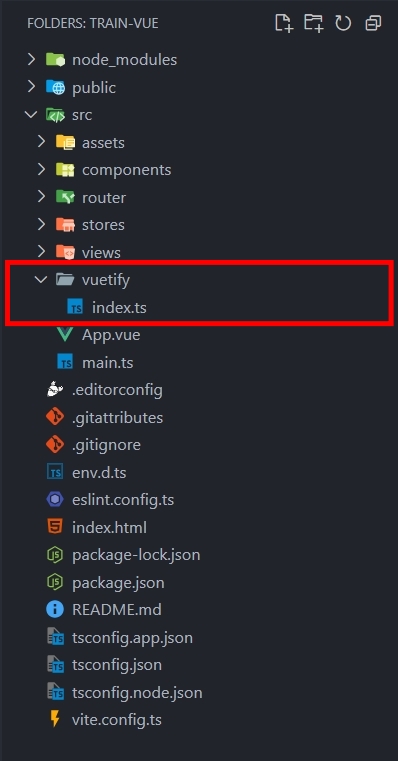 FOLDERS: TRAIN-VUE
node_modules
public
src
assets
components
router
stores
views
vuetify
TS index.ts
App.vue
main.ts
.editorconfig
.gitattributes
.gitignore
env.d.ts
eslint.config.ts
index.html
package-lock.json
package.json
README.md
tsconfig.app.json
tsconfig.json
tsconfig.node.json
vite.config.ts